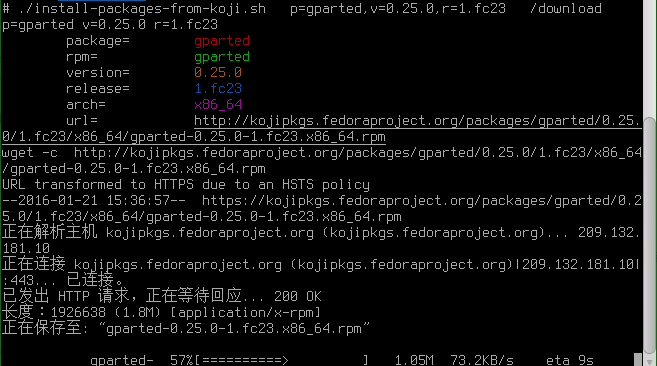 # ./install-packages-from-koji.sh   p=gparted,v=0.25.0,r=1.fc23   /download
p=gparted v=0.25.0 r=1.fc23
package=        gparted
rpm=            gparted
version=        0.25.0
release=        1.fc23
arch=           x86_64
url=            http://kojipkgs.fedoraproject.org/packages/gparted/0.25.
0/1.fc23/x86_64/gparted-0.25.0-1.fc23.x86_64.rpm
wget -c  http://kojipkgs.fedoraproject.org/packages/gparted/0.25.0/1.fc23/x86_64
/gparted-0.25.0-1.fc23.x86_64.rpm
URL transformed to HTTPS due to an HSTS policy
--2016-01-21 15:36:57--  https://kojipkgs.fedoraproject.org/packages/gparted/0.2
5.0/1.fc23/x86_64/gparted-0.25.0-1.fc23.x86_64.rpm
正在解析主机 kojipkgs.fedoraproject.org (kojipkgs.fedoraproject.org)... 209.132.
181.10
正在连接 kojipkgs.fedoraproject.org (kojipkgs.fedoraproject.org)|209.132.181.10|
:443... 已连接。
已发出 HTTP 请求，正在等待回应... 200 OK
长度：1926638 (1.8M) [application/x-rpm]
正在保存至: “gparted-0.25.0-1.fc23.x86_64.rpm”
gparted-  57%[==========>         ]   1.05M  73.2KB/s    eta 9s